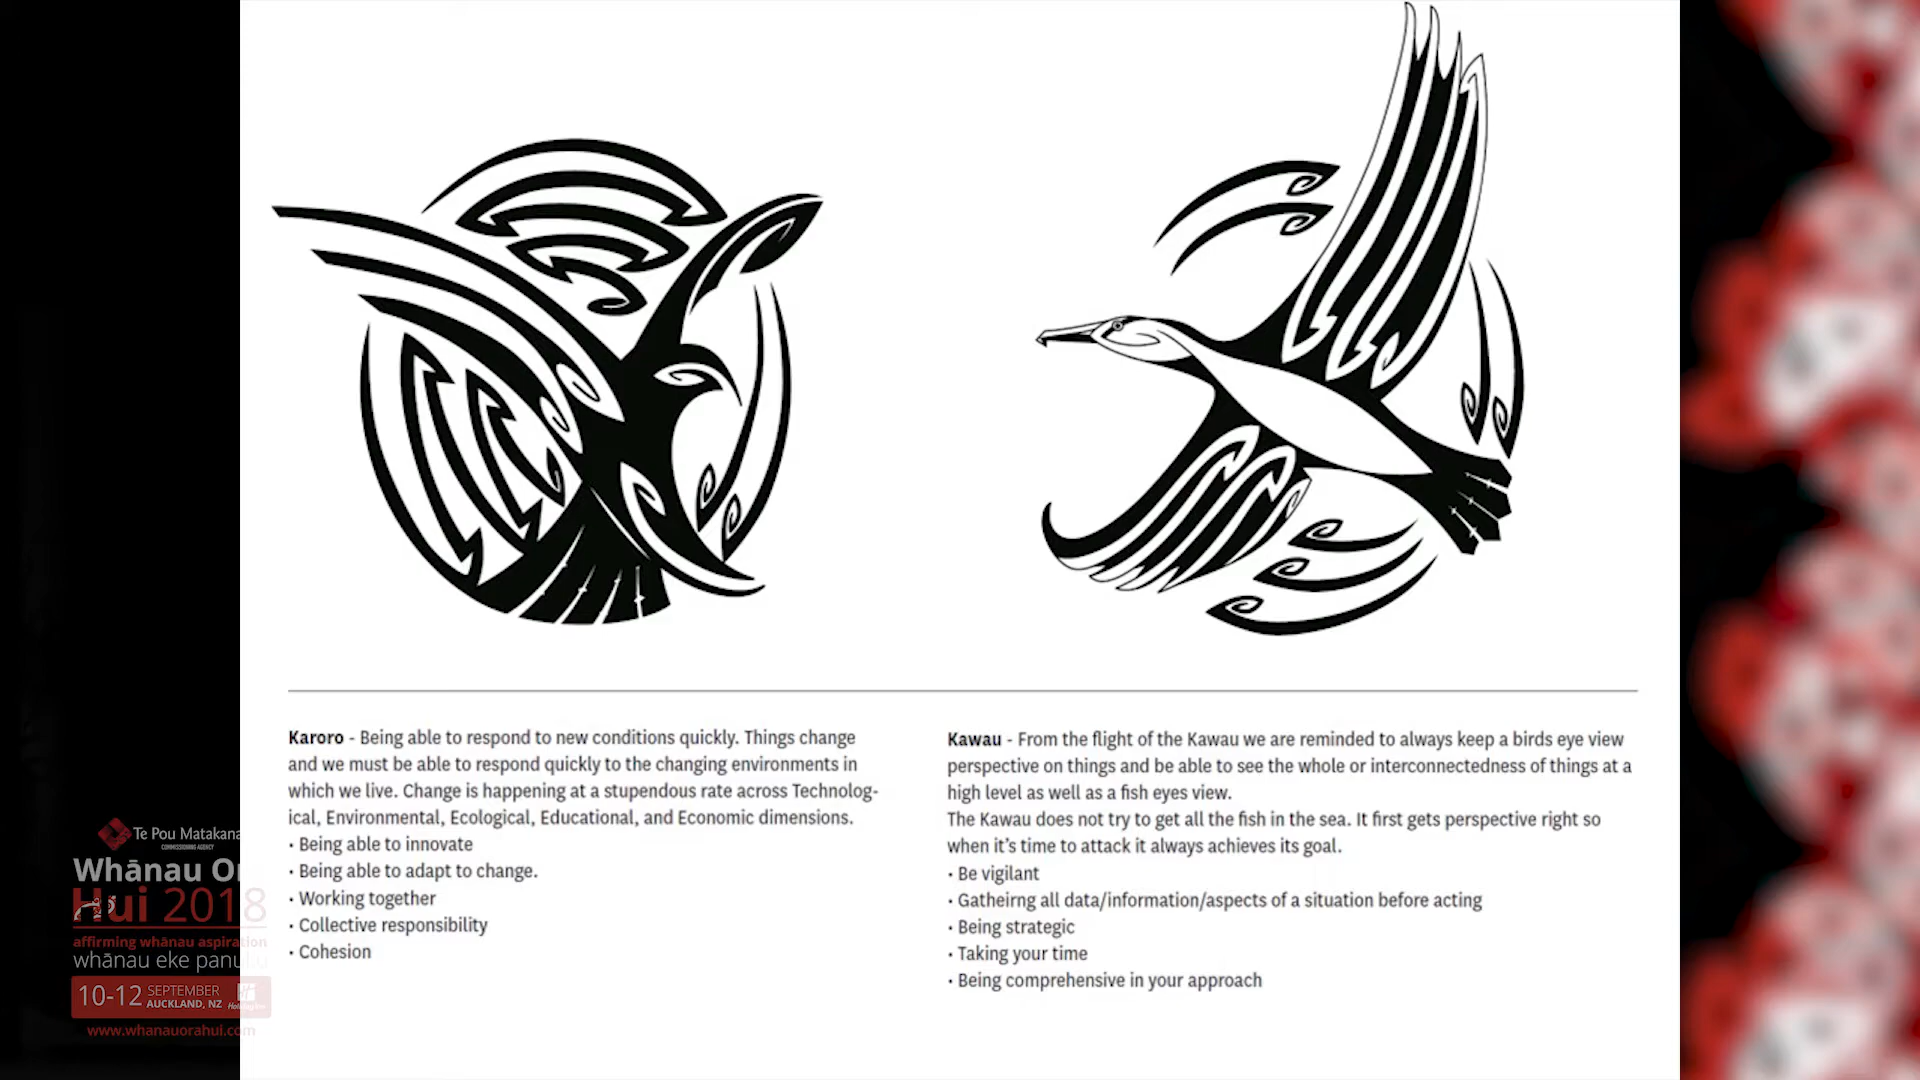 Karoro - Being able to respond to new conditions quickly. Things change
and we must be able to respond quickly to the changing environments in
which we live. Change is happening at a stupendous rate across Technolog-
ical, Environmental, Ecological, Educational, and Economic dimensions.
• Being able to innovate
• Being able to adapt to change.
• Working together
• Collective responsibility
• Cohesion
Kawau - From the flight of the Kawau we are reminded to always keep a birds eye view
perspective on things and be able to see the whole or interconnectedness of things at a
high level as well as a fish eyes view.
The Kawau does not try to get all the fish in the sea. It first gets perspective right so
when it's time to attack it always achieves its goal.
• Be vigilant
• Gatheirng all data/information/aspects of a situation before acting
• Being strategic
• Taking your time
• Being comprehensive in your approach
Te Pou Matakana
COMMISSIONING AGENCY
Whānau Or
Hui 2018
affirming whānau aspiration
whānau eke panu
10-12 SEPTEMBER
AUCKLAND, NZ
www.whanauorahui.com